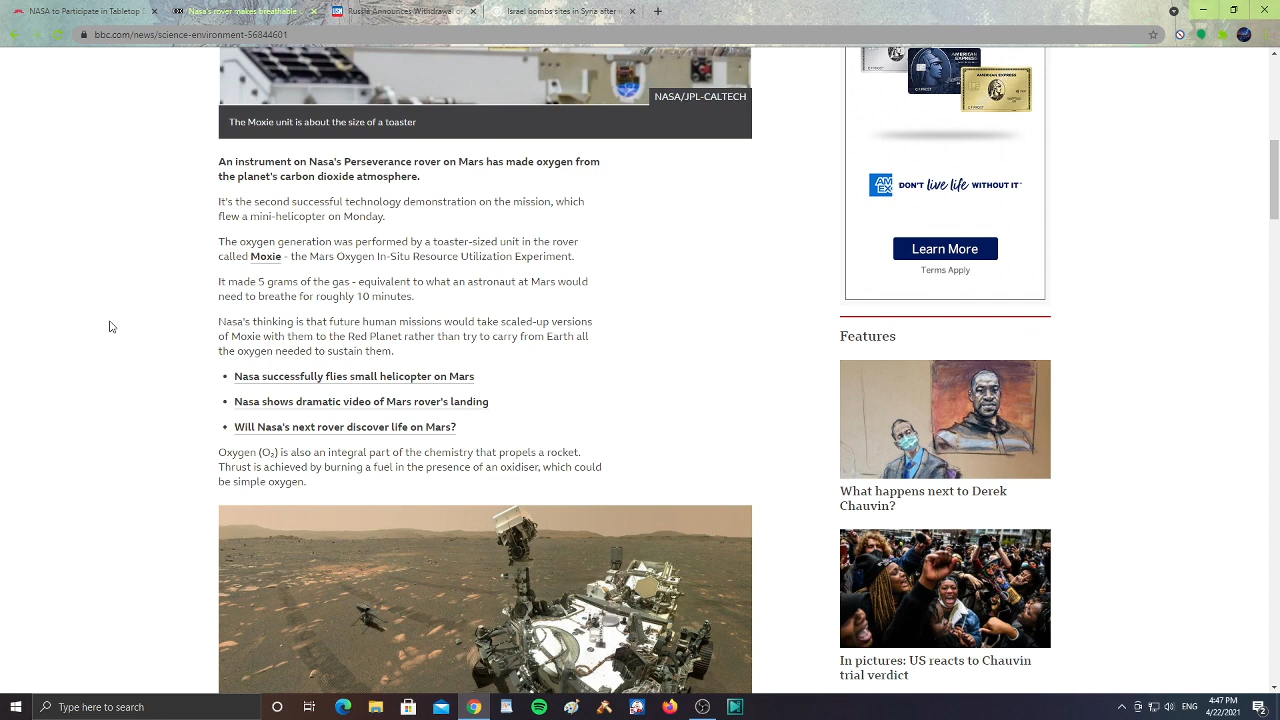 NASA to Participate in Tabletop
Nasa's rover makes breathable
Russia Announces Withdrawal of
Israel bombs sites in Syria after
bbc.com/news/science-environment-56844601
NASA/JPL-CALTECH
The Moxie unit is about the size of a toaster
An instrument on Nasa's Perseverance rover on Mars has made oxygen from
the planet's carbon dioxide atmosphere.
It's the second successful technology demonstration on the mission, which
flew a mini-helicopter on Monday.
The oxygen generation was performed by a toaster-sized unit in the rover
called Moxie - the Mars Oxygen In-Situ Resource Utilization Experiment.
It made 5 grams of the gas - equivalent to what an astronaut at Mars would
need to breathe for roughly 10 minutes.
Nasa's thinking is that future human missions would take scaled-up versions
of Moxie with them to the Red Planet rather than try to carry from Earth all
the oxygen needed to sustain them.
• Nasa successfully flies small helicopter on Mars
• Nasa shows dramatic video of Mars rover's landing
• Will Nasa's next rover discover life on Mars?
Oxygen (O₂) is also an integral part of the chemistry that propels a rocket.
Thrust is achieved by burning a fuel in the presence of an oxidiser, which could
be simple oxygen.
AMERICAN EXPRESS
C F FROST
AM
EX
DON'T live life WITHOUT IT
Learn More
Terms Apply
Features
What happens next to Derek
Chauvin?
In pictures: US reacts to Chauvin
trial verdict
Type here to search
ENG
4:47 PM
4/22/2021